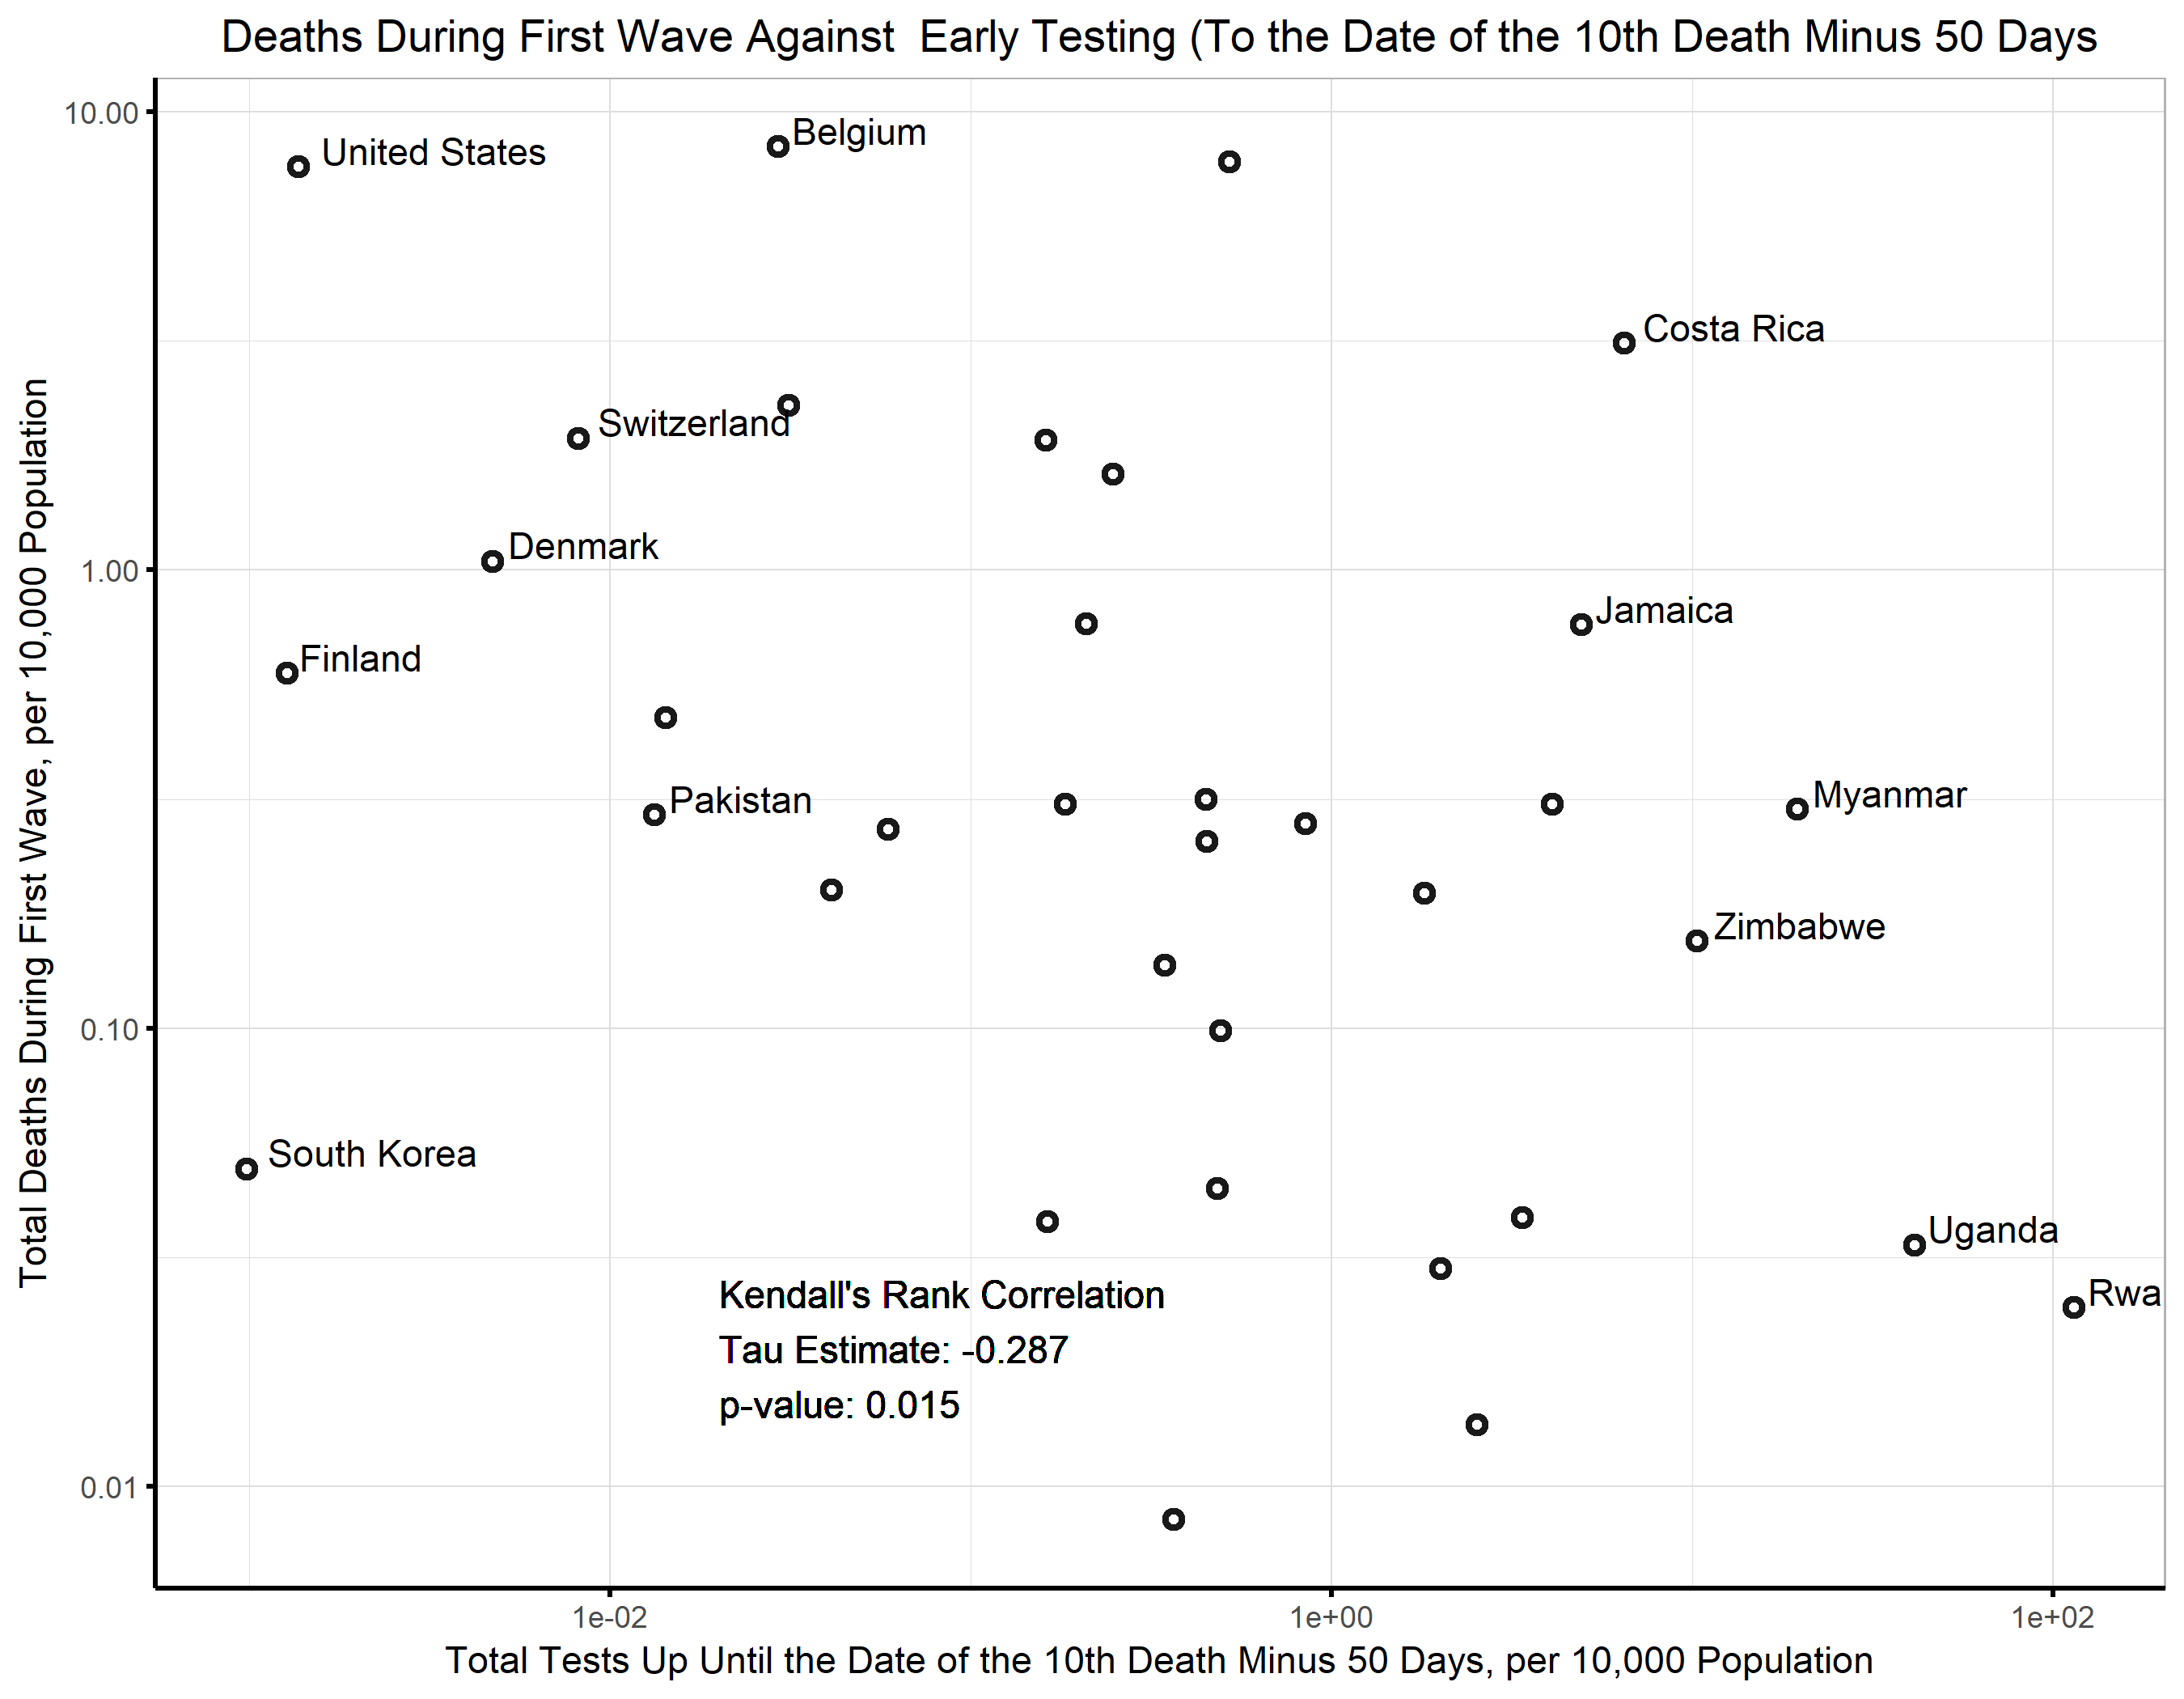 Deaths During First Wave Against  Early Testing (To the Date of the 10th Death Minus 50 Days
Total Deaths During First Wave, per 10,000 Population
10.00
1.00
0.10
0.01
United States
Belgium
Costa Rica
Switzerland
Denmark
Jamaica
Finland
Pakistan
Myanmar
Zimbabwe
South Korea
Uganda
Rwa
Kendall's Rank Correlation
Tau Estimate: -0.287
p-value: 0.015
1e-02
1e+00
1e+02
Total Tests Up Until the Date of the 10th Death Minus 50 Days, per 10,000 Population